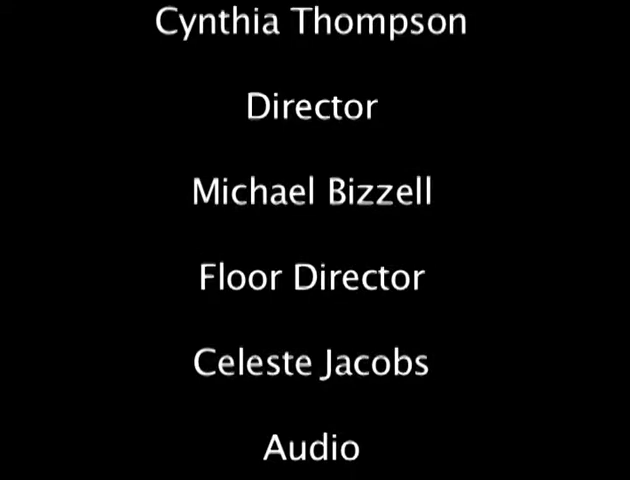 Cynthia Thompson
Director
Michael Bizzell
Floor Director
Celeste Jacobs
Audio